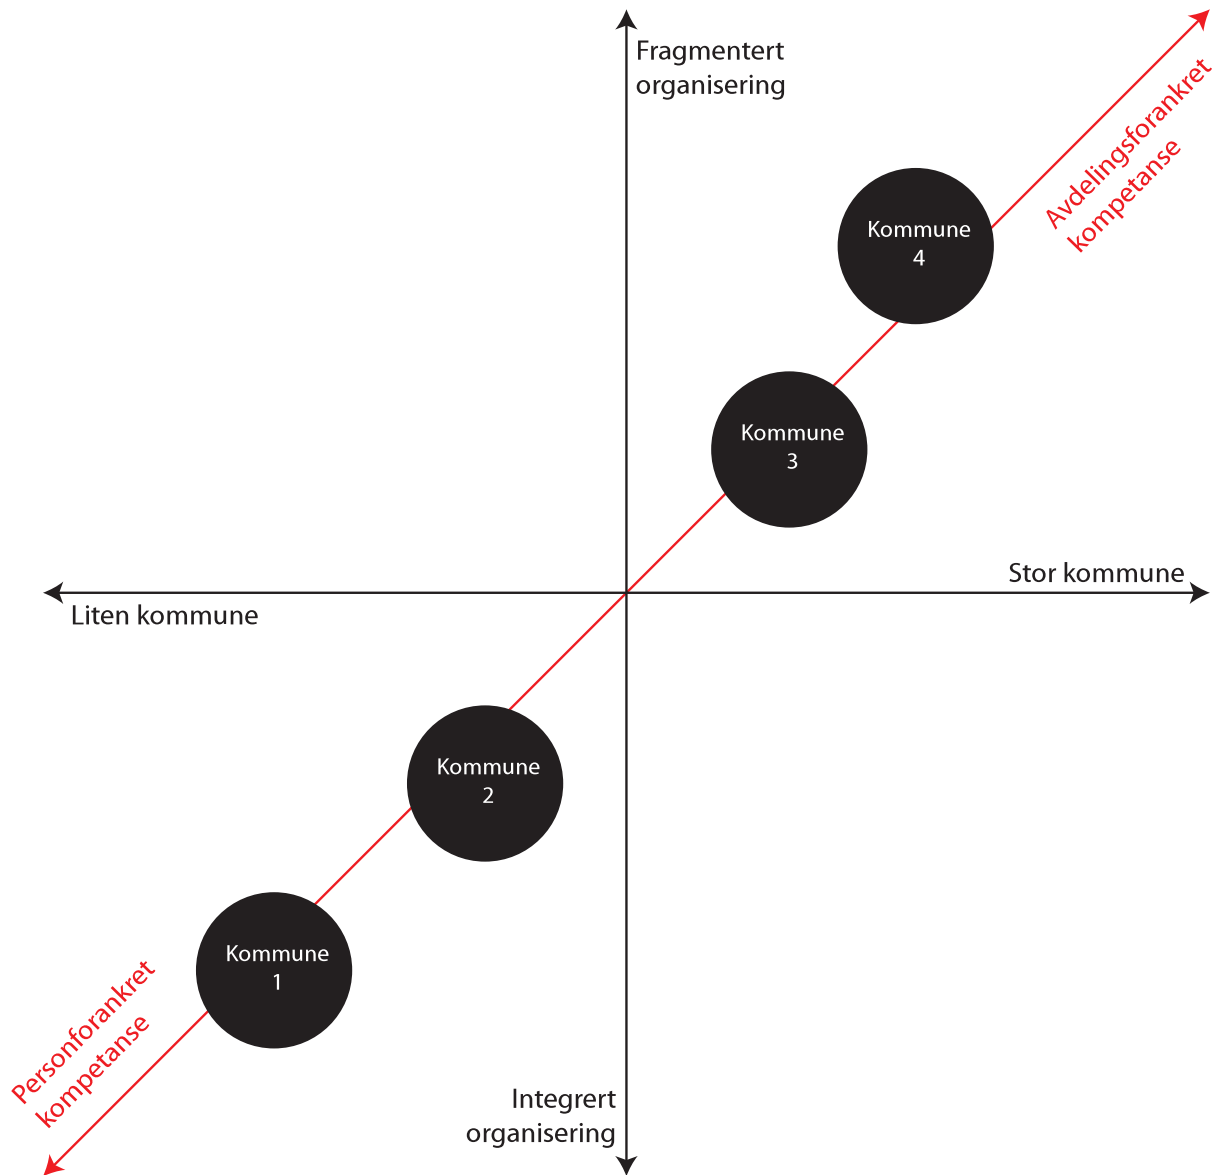 Fragmentert
organisering
Avdelingsforankret
kompetanse
Kommune
4
Kommune
3
Stor kommune
Liten kommune
Kommune
2
Kommune
1
Personforankret
kompetanse
Integrert
organisering